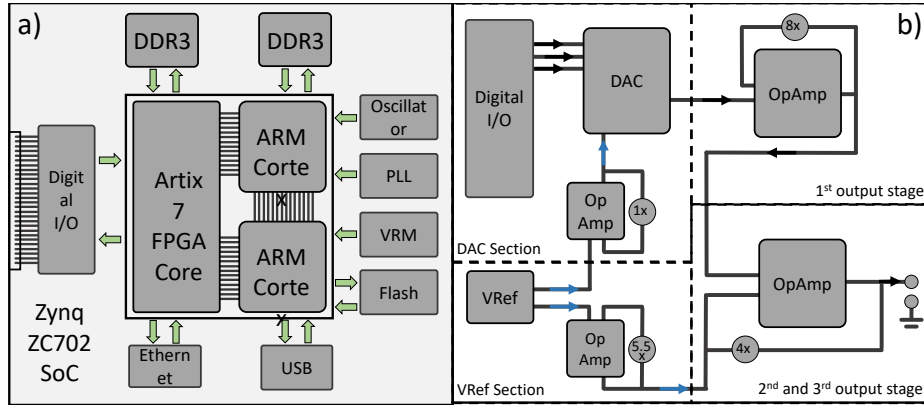 a)
DDR3
DDR3
Digit
al
I/O
Artix
7
FPGA
Core
ARM
Corte
x
ARM
Corte
x
Oscillat
or
PLL
VRM
Flash
Zynq
ZC702
SoC
Ether
net
USB
b)
Digital
I/O
DAC
8x
OpAmp
Op
Amp
1x
1st output stage
DAC Section
VRef
Op
Amp
5.5
x
OpAmp
4x
VRef Section
2nd and 3rd output stage